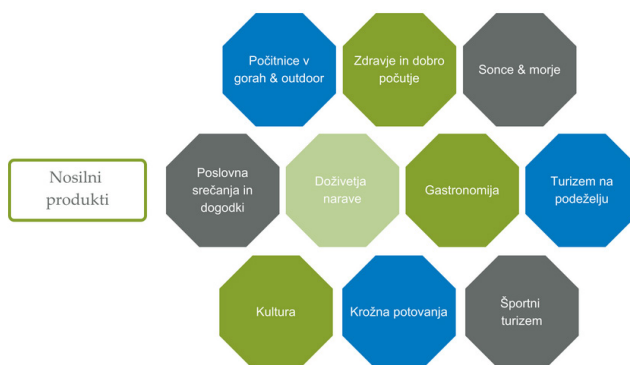 Počitnice v
gorah & outdoor
Zdravje in dobro
počutje
Sonce & morje
Nosilni
produkti
Poslovna
srečanja in
dogodki
Doživetja
narave
Gastronomija
Turizem na
podeželju
Kultura
Krožna potovanja
Športni
turizem